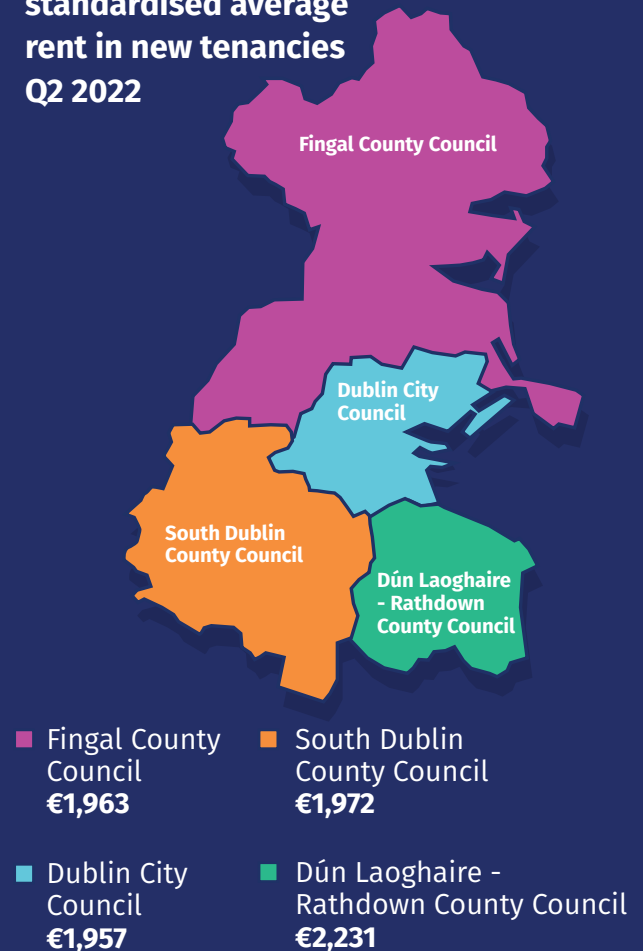 standardised average
rent in new tenancies
Q2 2022
Fingal County Council
Dublin City
Council
South Dublin
County Council
Dún Laoghaire
- Rathdown
County Council
Fingal County
Council
€1,963
South Dublin
County Council
€1,972
Dublin City
Council
€1,957
Dún Laoghaire -
Rathdown County Council
€2,231